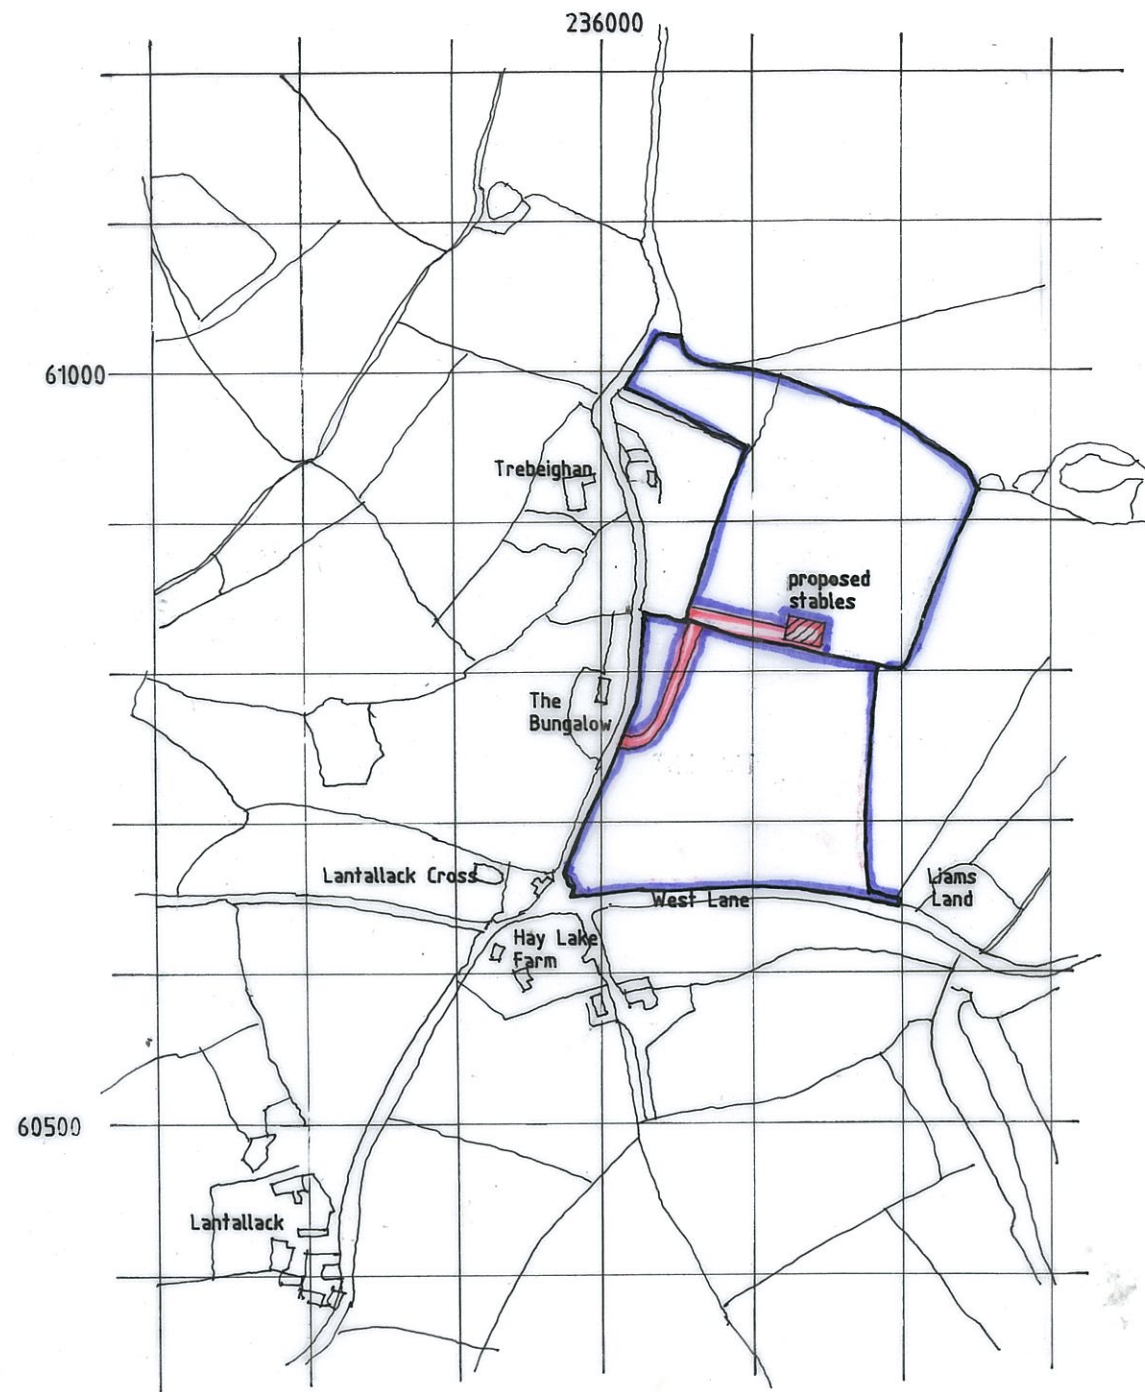 236000
61000
Trebeighan
proposed
stables
The
Bungalow
Lantallack Cross
West Lane
Liams
Land
Hay Lake
Farm
60500
Lantallack